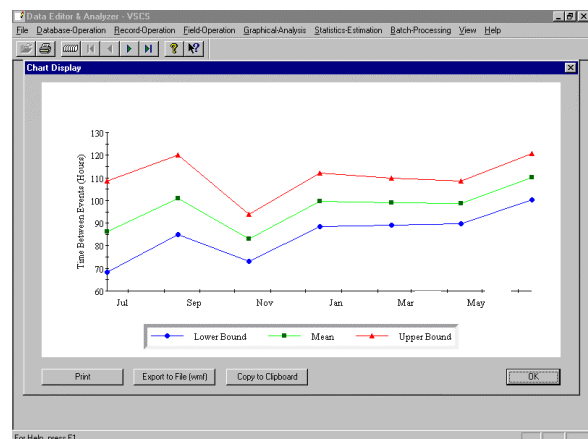 Data Editor & Analyzer - VSCS
File Database-Operation Record-Operation Field-Operation Graphical-Analysis Statistics-Estimation Batch-Processing View Help
Chart Display
130
120
110
100
90
80
70
60
Time Between Events (Hours)
Jul Sep Nov Jan Mar May
Lower Bound Mean Upper Bound
Print Export to File (wmf) Copy to Clipboard OK
For Help, press F1